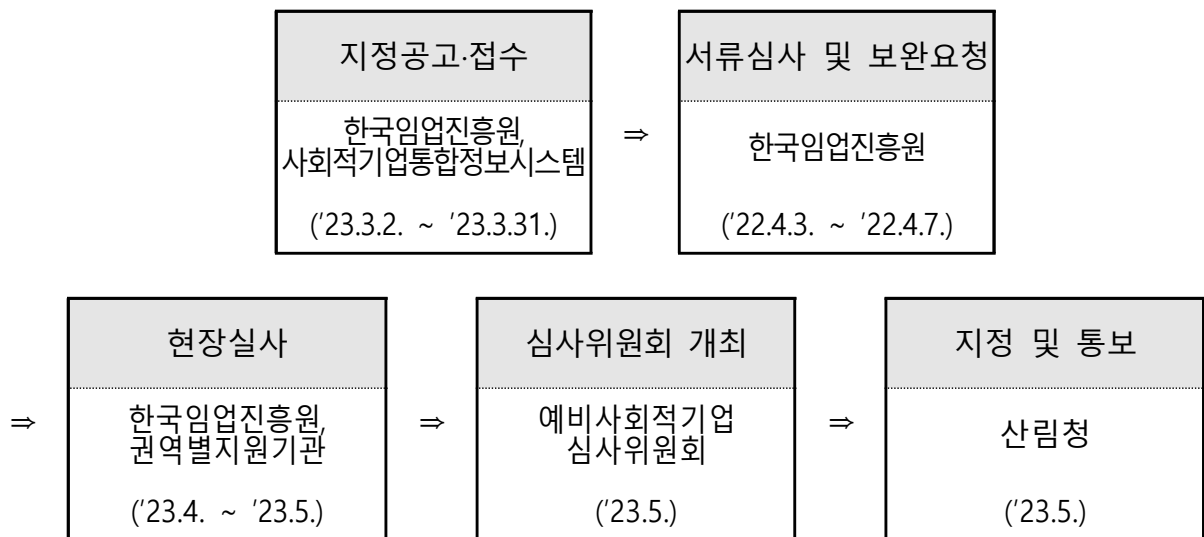 지정공고·접수
한국임업진흥원,
사회적기업통합정보시스템
('23.3.2. ~ '23.3.31.)
⇒
서류심사 및 보완요청
한국임업진흥원
('22.4.3. ~ '22.4.7.)
⇒
현장실사
한국임업진흥원,
권역별지원기관
('23.4. ~ '23.5.)
⇒
심사위원회 개최
예비사회적기업
심사위원회
('23.5.)
⇒
지정 및 통보
산림청
('23.5.)